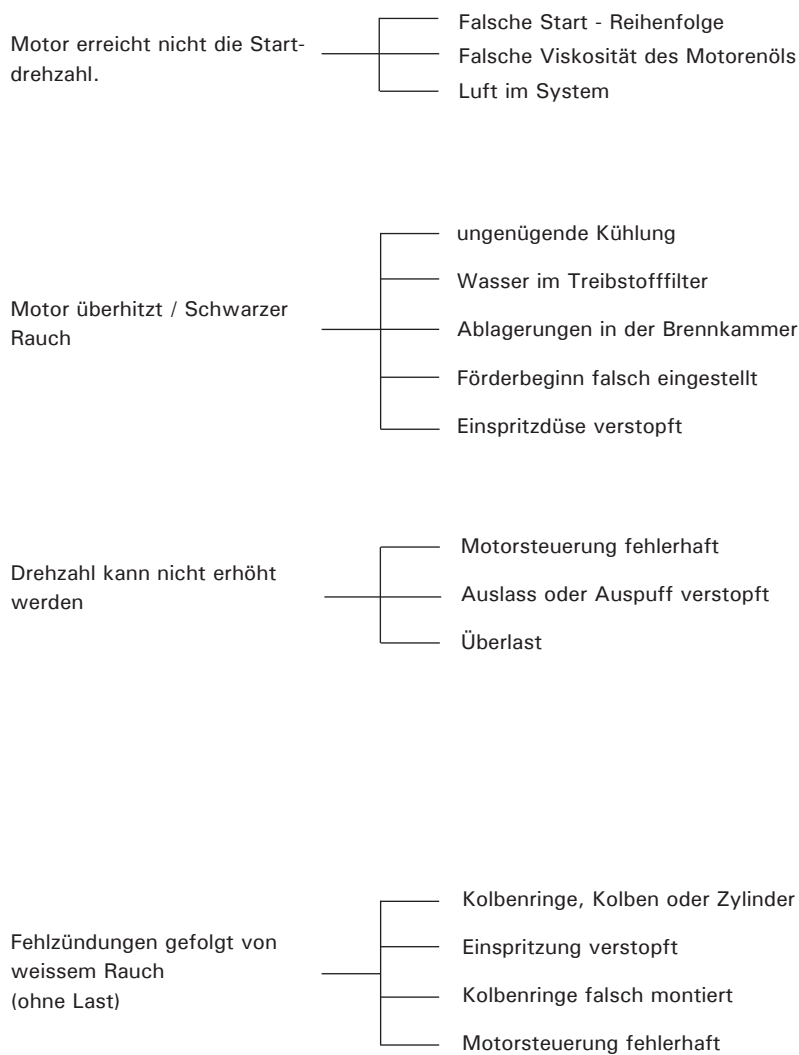 Motor erreicht nicht die Start-
drehzahl.
Falsche Start - Reihenfolge
Falsche Viskosität des Motorenöls
Luft im System
Motor überhitzt / Schwarzer
Rauch
ungenügende Kühlung
Wasser im Treibstofffilter
Ablagerungen in der Brennkammer
Förderbeginn falsch eingestellt
Einspritzdüse verstopft
Drehzahl kann nicht erhöht
werden
Motorsteuerung fehlerhaft
Auslass oder Auspuff verstopft
Überlast
Fehlzündungen gefolgt von
weissem Rauch
(ohne Last)
Kolbenringe, Kolben oder Zylinder
Einspritzung verstopft
Kolbenringe falsch montiert
Motorsteuerung fehlerhaft